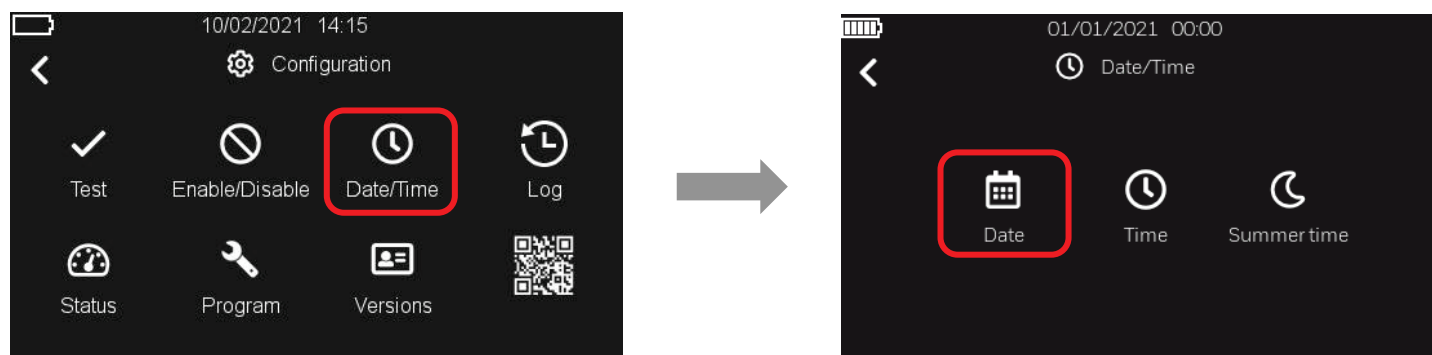 10/02/2021 14:15
Configuration
Test Enable/Disable Date/Time Log
Status Program Versions
01/01/2021 00:00
Date/Time
Date Time Summer time